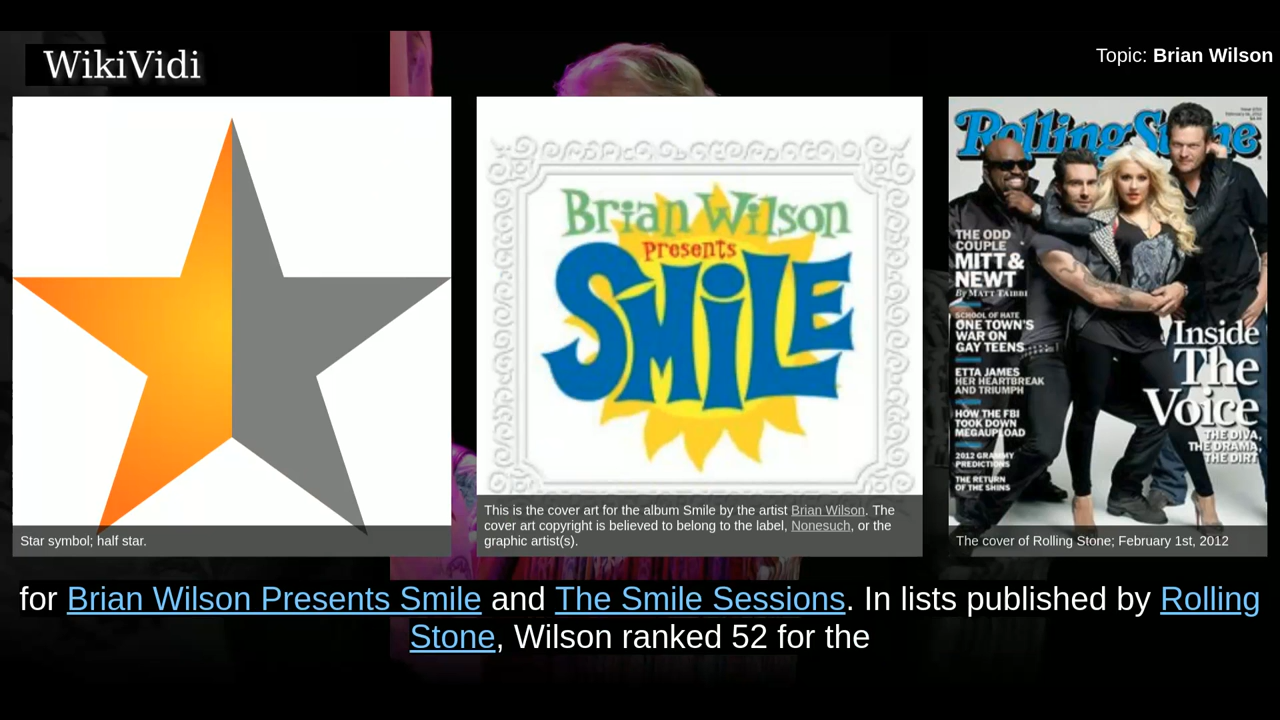 WikiVidi
Topic: Brian Wilson
Star symbol; half star.
Brian Wilson
Presents
SMiLE
This is the cover art for the album Smile by the artist Brian Wilson. The
cover art copyright is believed to belong to the label, Nonesuch, or the
graphic artist(s).
Rolling Stone
THE ODD
COUPLE
MITT &
NEWT
By MATT TAIBBI
SCHOOL OF HATE
ONE TOWN'S
WAR ON
GAY TEENS
ETTA JAMES
HER HEARTBREAK
AND TRIUMPH
HOW THE FBI
TOOK DOWN
MEGAUPLOAD
2012 GRAMMY
PREDICTIONS
THE RETURN
OF THE SHINS
Inside
The
Voice
THE DIVA,
THE DRAMA,
THE DIRT
The cover of Rolling Stone; February 1st, 2012
for Brian Wilson Presents Smile and The Smile Sessions. In lists published by Rolling
Stone, Wilson ranked 52 for the